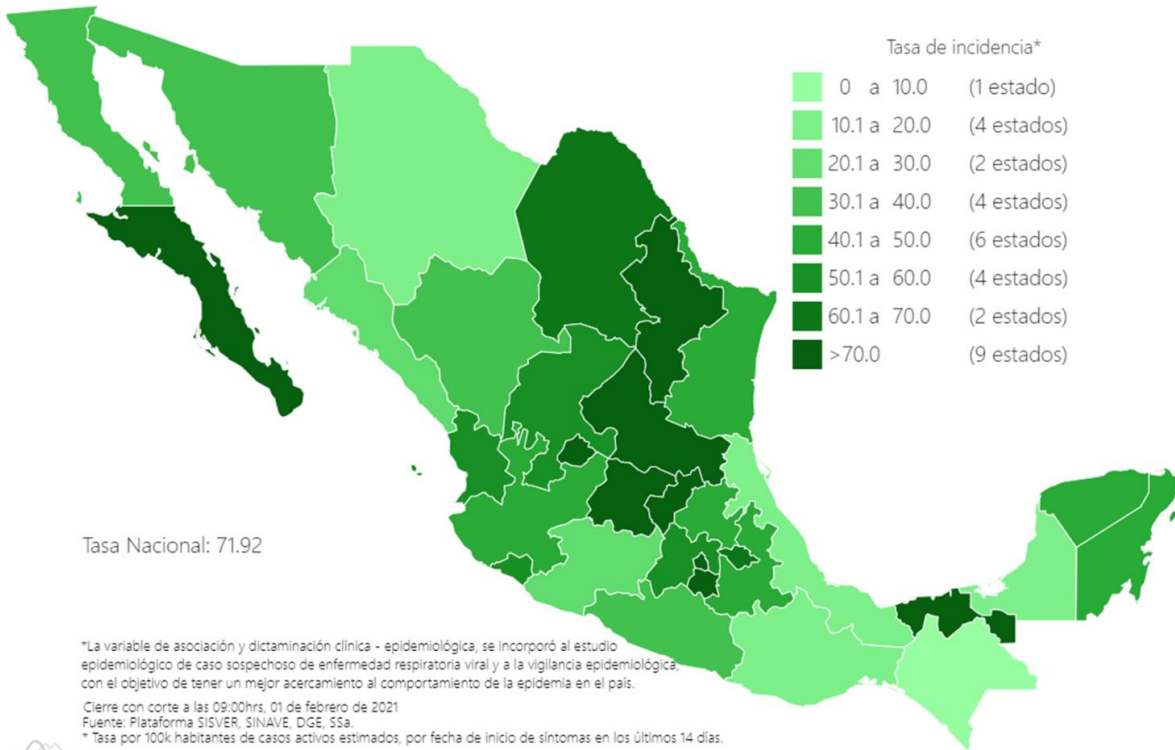 Tasa de incidencia*
0 a 10.0 (1 estado)
10.1 a 20.0 (4 estados)
20.1 a 30.0 (2 estados)
30.1 a 40.0 (4 estados)
40.1 a 50.0 (6 estados)
50.1 a 60.0 (4 estados)
60.1 a 70.0 (2 estados)
>70.0 (9 estados)
Tasa Nacional: 71.92
*La variable de asociación y dictaminación clínica - epidemiológica, se incorporó al estudio
epidemiológico de caso sospechoso de enfermedad respiratoria viral y a la vigilancia epidemiológica,
con el objetivo de tener un mejor acercamiento al comportamiento de la epidemia en el país.
Cierre con corte a las 09:00hrs, 01 de febrero de 2021
Fuente: Plataforma SISVER, SINAVE, DGE, SSa.
* Tasa por 100k habitantes de casos activos estimados, por fecha de inicio de síntomas en los últimos 14 días.